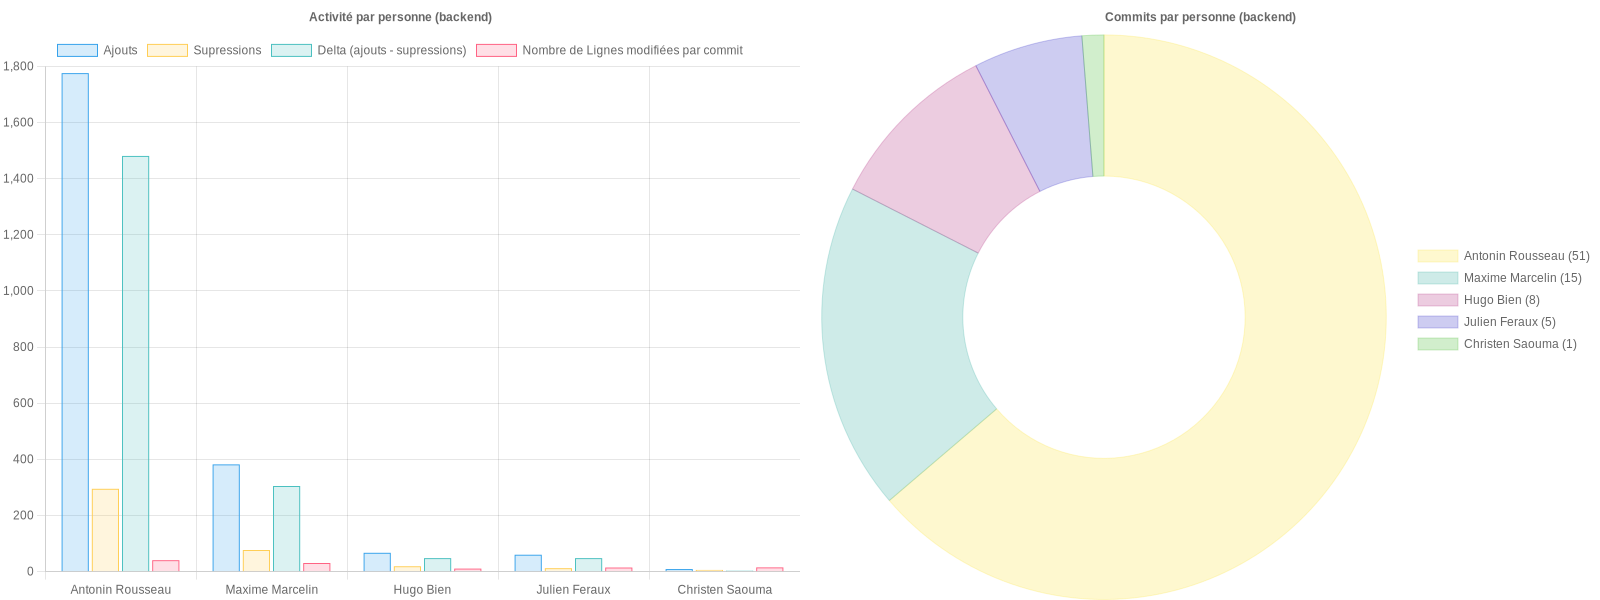 Activité par personne (backend)
Ajouts
Supressions
Delta (ajouts - supressions)
Nombre de Lignes modifiées par commit
1,800
1,600
1,400
1,200
1,000
800
600
400
200
0
Antonin Rousseau
Maxime Marcelin
Hugo Bien
Julien Feraux
Christen Saouma
Commits par personne (backend)
Antonin Rousseau (51)
Maxime Marcelin (15)
Hugo Bien (8)
Julien Feraux (5)
Christen Saouma (1)